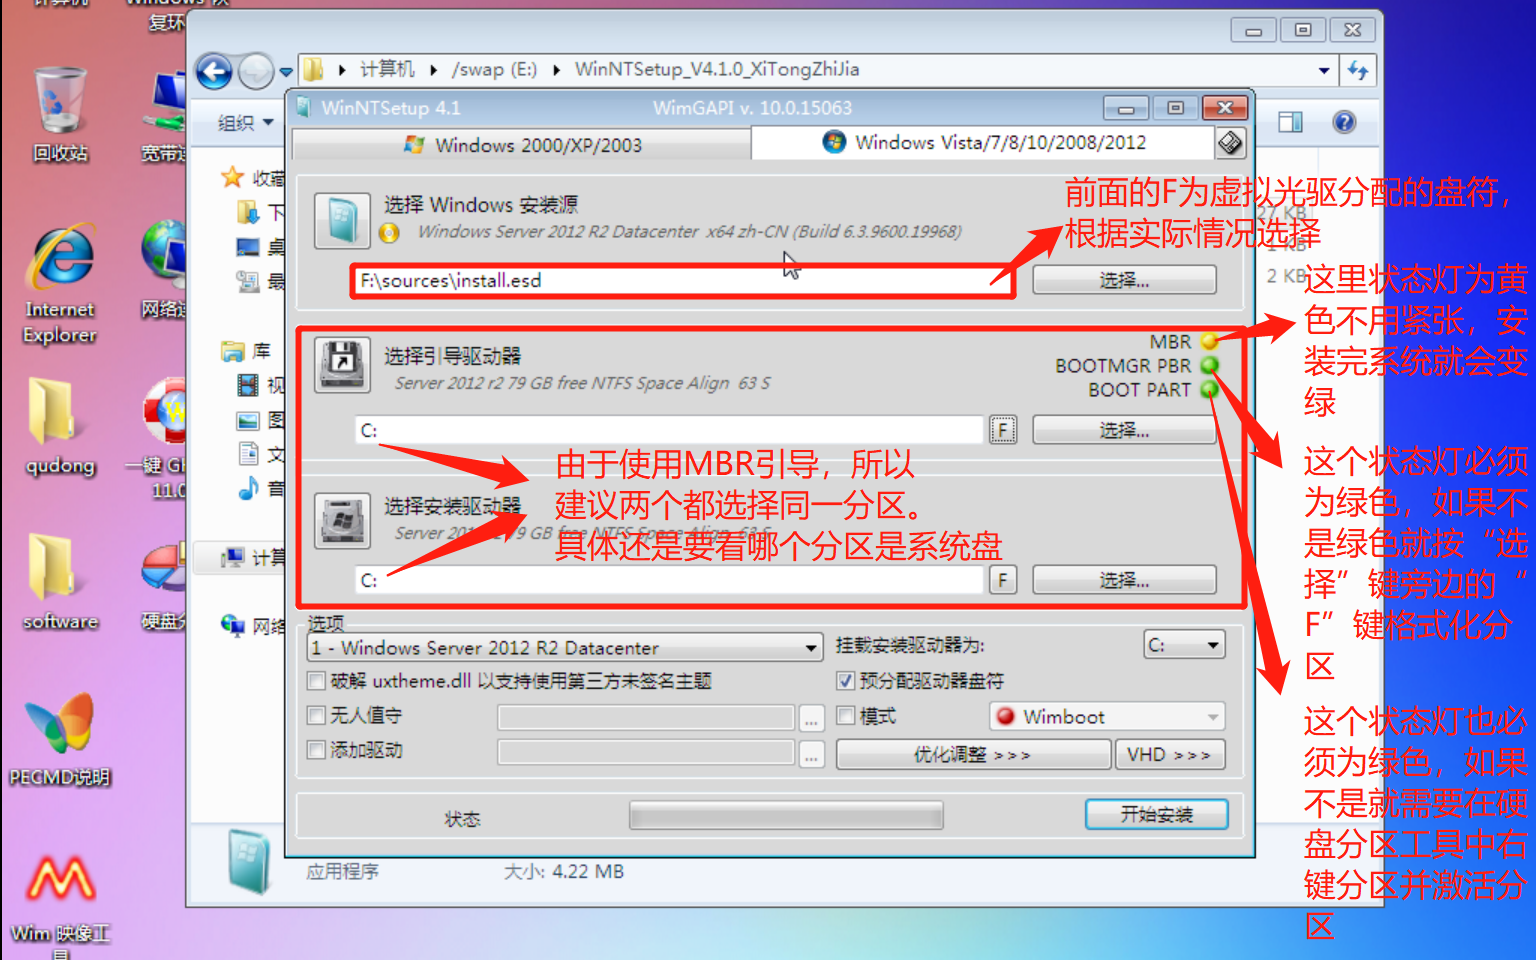 计算机
Windows 恢
复环
回收站
宽带连
Internet
Explorer
网络连
qudong
一键 GH
11.0
software
硬盘分
PECMD说明
Wim 映像工
具
计算机
/swap (E:)
WinNTSetup_V4.1.0_XiTongZhiJia
组织
收藏
下
桌
最
库
视
图
文
音
计算
网络
27 KB
1 KB
2 KB
WinNTSetup 4.1
WimGAPI v. 10.0.15063
Windows 2000/XP/2003
Windows Vista/7/8/10/2008/2012
选择 Windows 安装源
Windows Server 2012 R2 Datacenter x64 zh-CN (Build 6.3.9600.19968)
F:\sources\install.esd
选择...
选择引导驱动器
Server 2012 r2 79 GB free NTFS Space Align 63 S
MBR
BOOTMGR PBR
BOOT PART
C:
F
选择...
选择安装驱动器
Server 2012 r2 79 GB free NTFS Space Align 63 S
C:
F
选择...
选项
1 - Windows Server 2012 R2 Datacenter
挂载安装驱动器为:
C:
破解 uxtheme.dll 以支持使用第三方未签名主题
预分配驱动器盘符
无人值守
...
模式
Wimboot
添加驱动
...
优化调整 >>>
VHD >>>
状态
开始安装
应用程序
大小: 4.22 MB
前面的F为虚拟光驱分配的盘符，
根据实际情况选择
这里状态灯为黄
色不用紧张，安
装完系统就会变
绿
由于使用MBR引导，所以
建议两个都选择同一分区。
具体还是要看哪个分区是系统盘
这个状态灯必须
为绿色，如果不
是绿色就按“选
择”键旁边的“
F”键格式化分
区
这个状态灯也必
须为绿色，如果
不是就需要在硬
盘分区工具中右
键分区并激活分
区